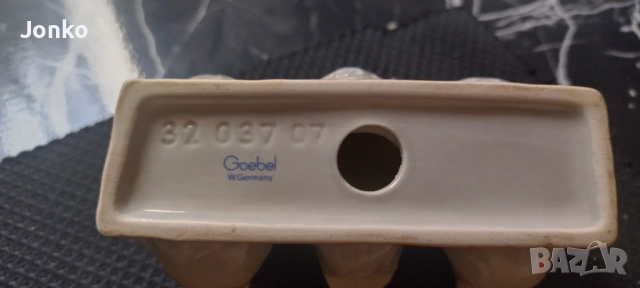 Jonko
32 037 07
Goebel
W.Germany
BAZAR